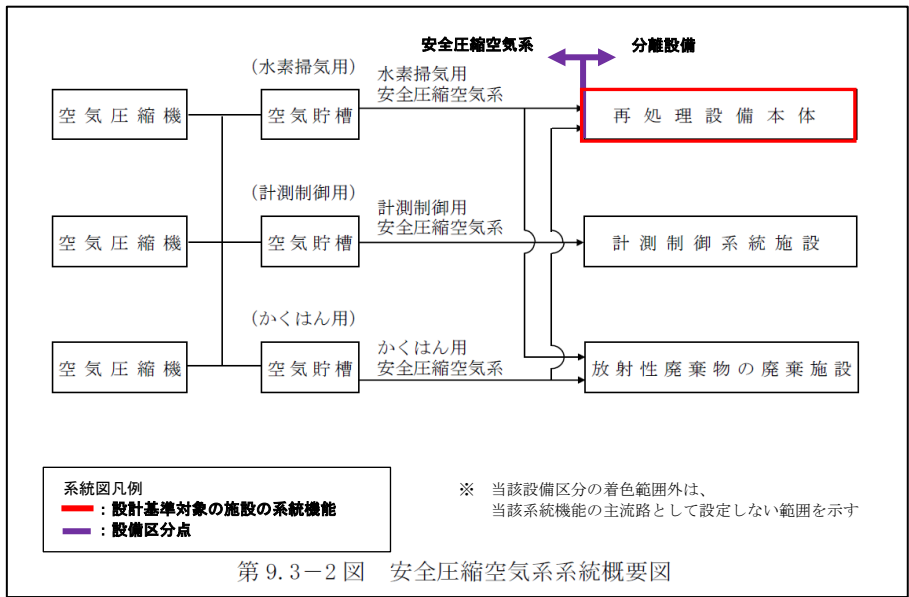 安全圧縮空気系 分離設備
(水素掃気用) 水素掃気用
安全圧縮空気系
空気圧縮機 空気貯槽 再処理設備本体
(計測制御用) 計測制御用
安全圧縮空気系
空気圧縮機 空気貯槽 計測制御系統施設
(かくはん用) かくはん用
安全圧縮空気系
空気圧縮機 空気貯槽 放射性廃棄物の廃棄施設
系統図凡例
:設計基準対象の施設の系統機能
:設備区分点
※ 当該設備区分の着色範囲外は、
当該系統機能の主流路として設定しない範囲を示す
第9.3-2図 安全圧縮空気系系統概要図